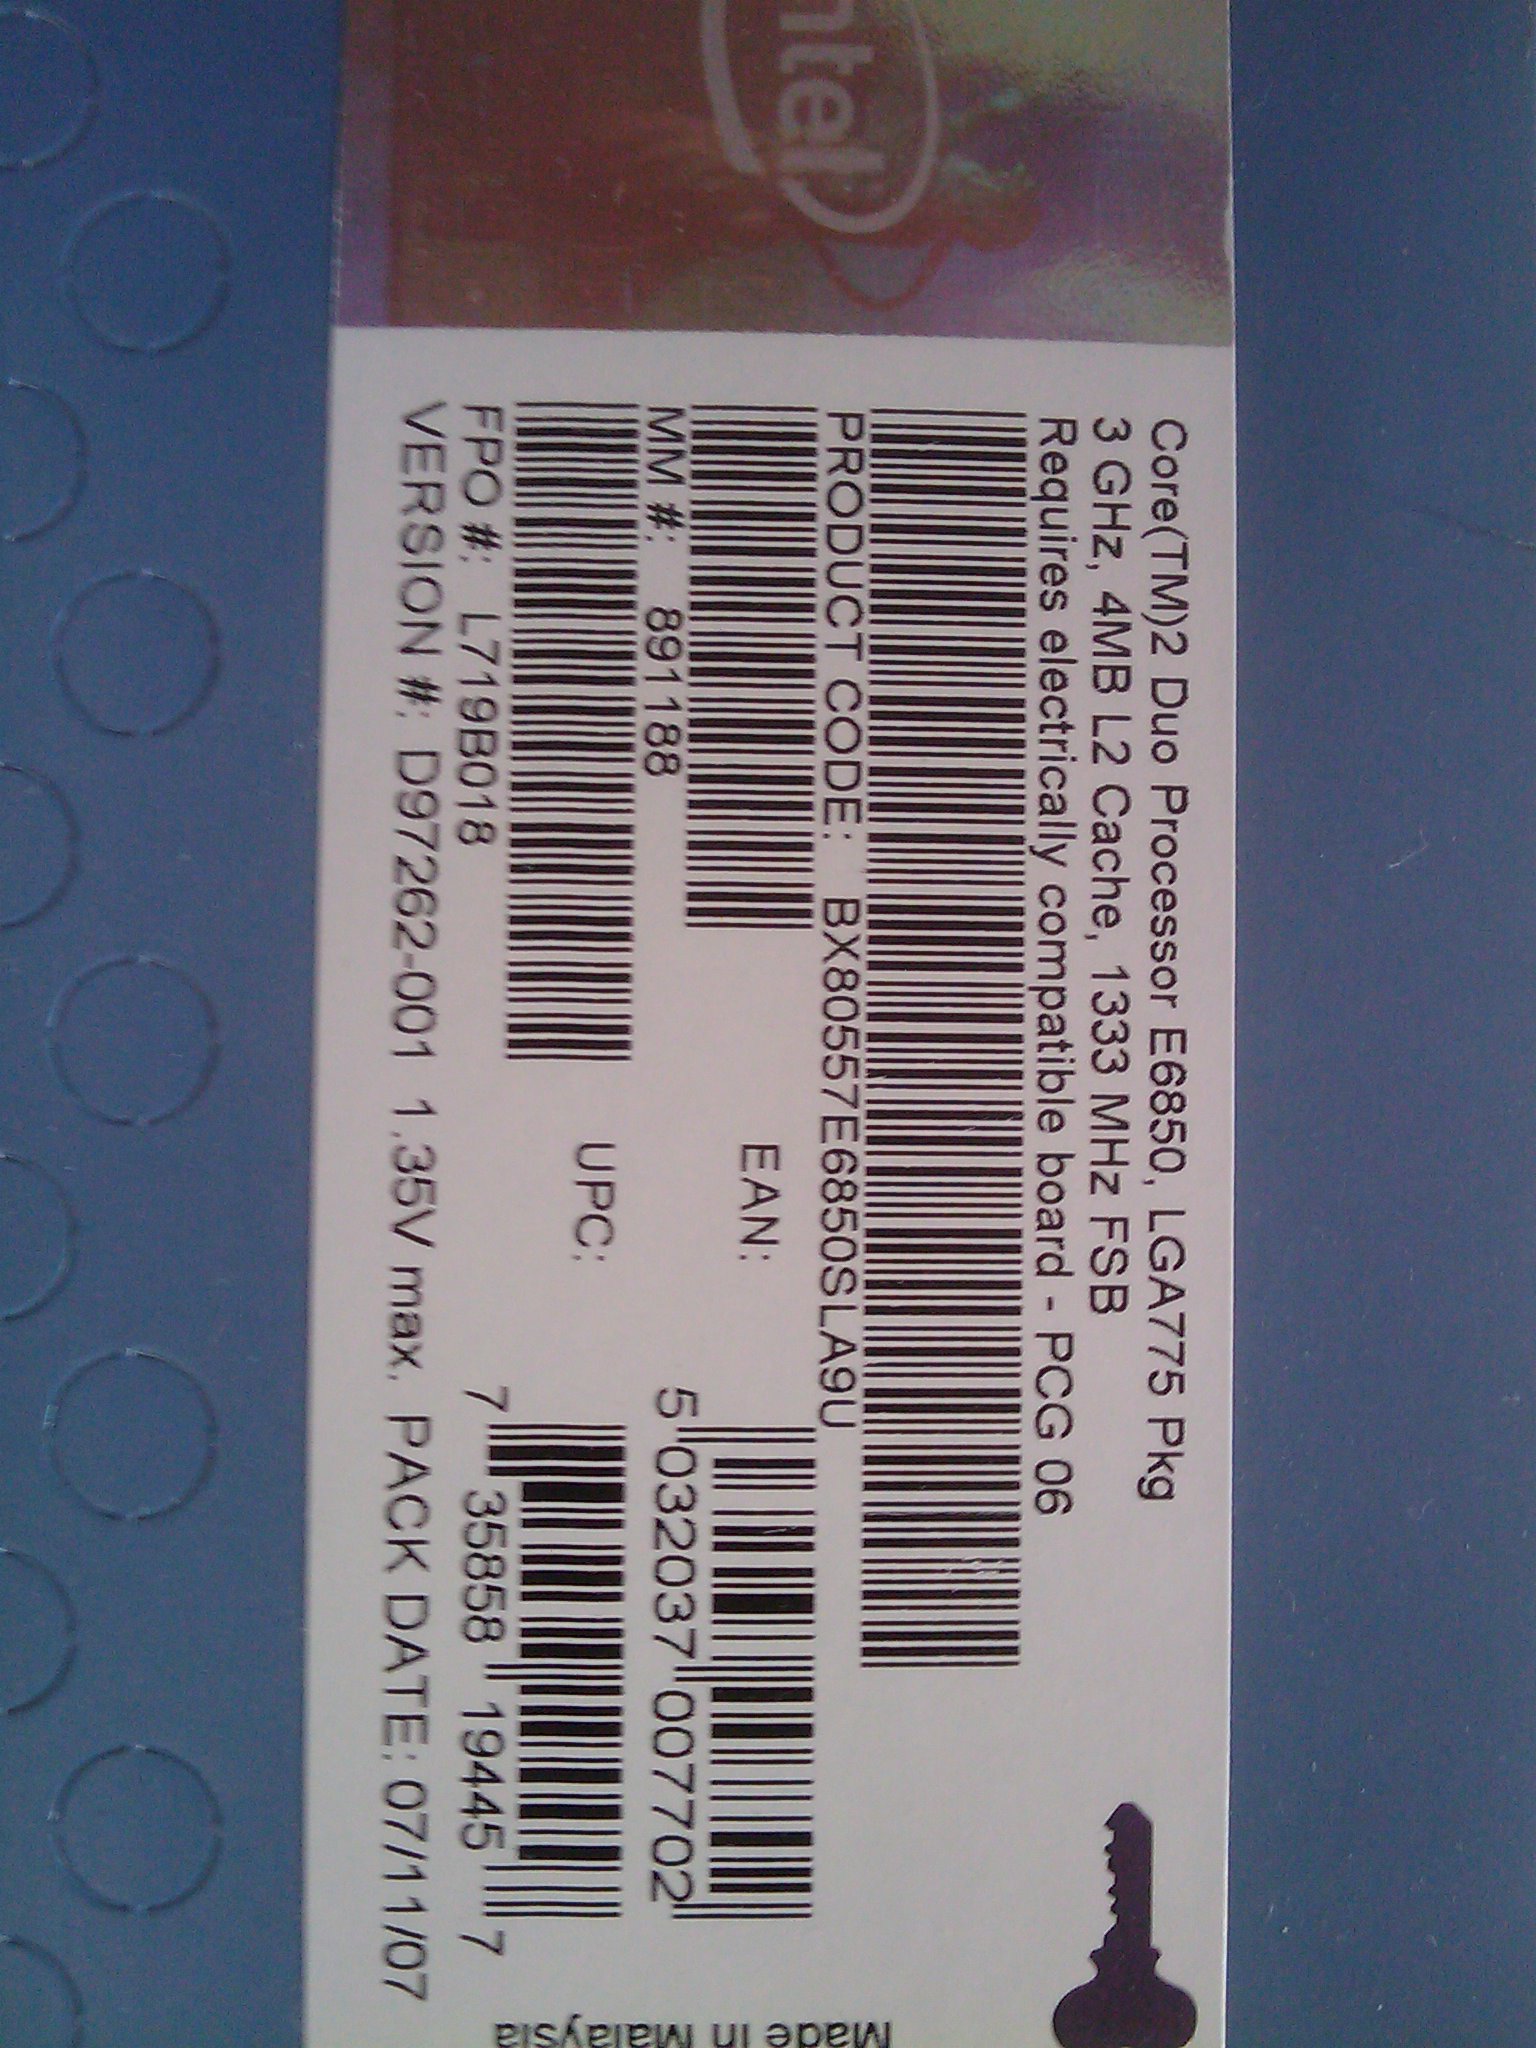 intel
Core(TM)2 Duo Processor E6850, LGA775 Pkg
3 GHz, 4MB L2 Cache, 1333 MHz FSB
Requires electrically compatible board - PCG 06
PRODUCT CODE: BX80557E6850SLA9U
MM #: 891188
EAN:
5 032037 007702
FPO #: L719B018
UPC:
7 35858 19445 7
VERSION #: D97262-001 1.35V max. PACK DATE: 07/11/07
Made in Malaysia